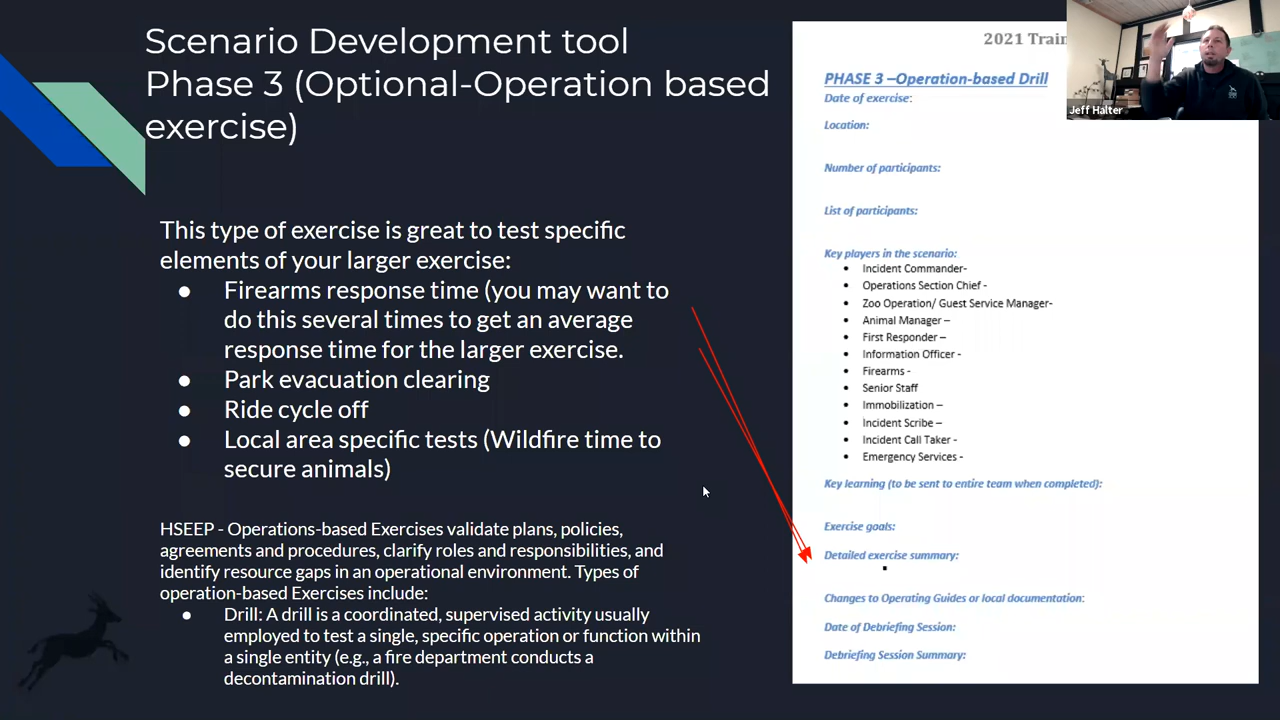 Scenario Development tool
Phase 3 (Optional-Operation based
exercise)
This type of exercise is great to test specific
elements of your larger exercise:
● Firearms response time (you may want to
do this several times to get an average
response time for the larger exercise.
● Park evacuation clearing
● Ride cycle off
● Local area specific tests (Wildfire time to
secure animals)
HSEEP - Operations-based Exercises validate plans, policies,
agreements and procedures, clarify roles and responsibilities, and
identify resource gaps in an operational environment. Types of
operation-based Exercises include:
● Drill: A drill is a coordinated, supervised activity usually
employed to test a single, specific operation or function within
a single entity (e.g., a fire department conducts a
decontamination drill).
2021 Train
PHASE 3 –Operation-based Drill
Date of exercise:
Location:
Number of participants:
List of participants:
Key players in the scenario:
• Incident Commander-
• Operations Section Chief -
• Zoo Operation/ Guest Service Manager-
• Animal Manager –
• First Responder –
• Information Officer -
• Firearms -
• Senior Staff
• Immobilization –
• Incident Scribe –
• Incident Call Taker -
• Emergency Services -
Key learning (to be sent to entire team when completed):
Exercise goals:
Detailed exercise summary:
Changes to Operating Guides or local documentation:
Date of Debriefing Session:
Debriefing Session Summary:
Jeff Halter